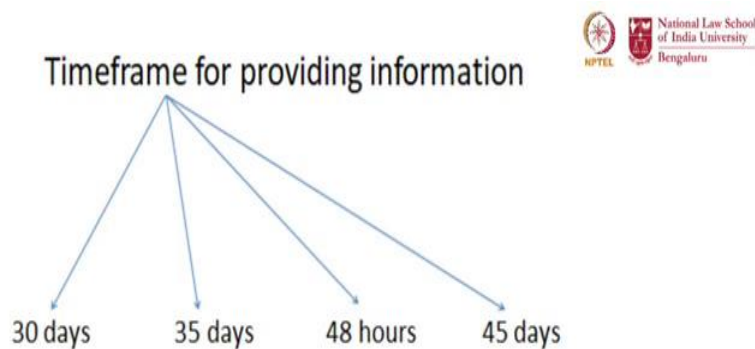 National Law School
of India University
Bengaluru
NPTEL
Timeframe for providing information
30 days 35 days 48 hours 45 days